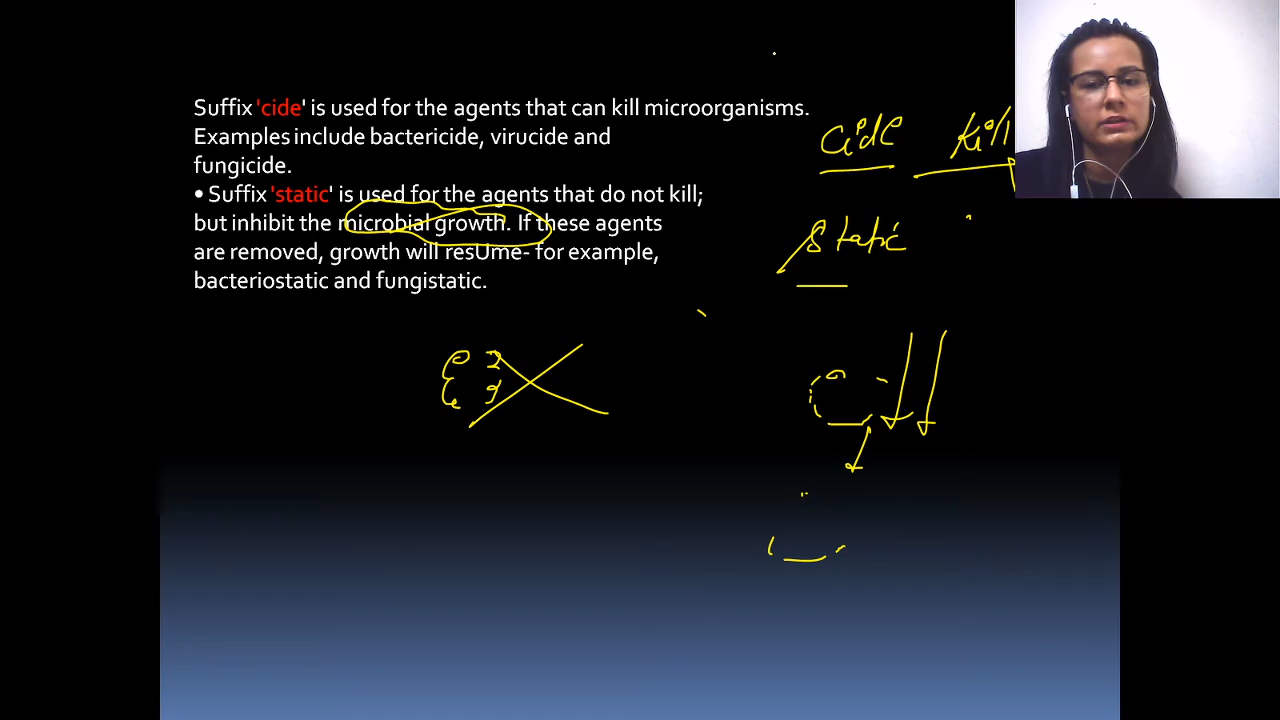 Suffix 'cide' is used for the agents that can kill microorganisms.
Examples include bactericide, virucide and
fungicide.
• Suffix 'static' is used for the agents that do not kill;
but inhibit the microbial growth. If these agents
are removed, growth will resUme- for example,
bacteriostatic and fungistatic.
Cide Kill
Static